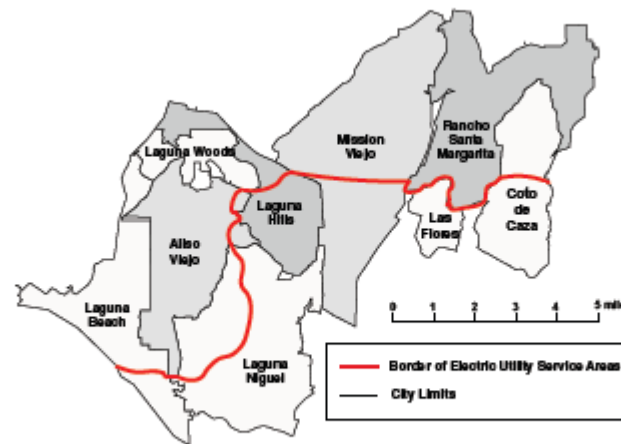 Mission
Viejo
Rancho
Santa
Margarita
Laguna Woods
Laguna
Hills
Las
Flores
Coto
de
Caza
Aliso
Viejo
Laguna
Beach
Laguna
Niguel
0 1 2 3 4 5 mile
Border of Electric Utility Service Areas
City Limits